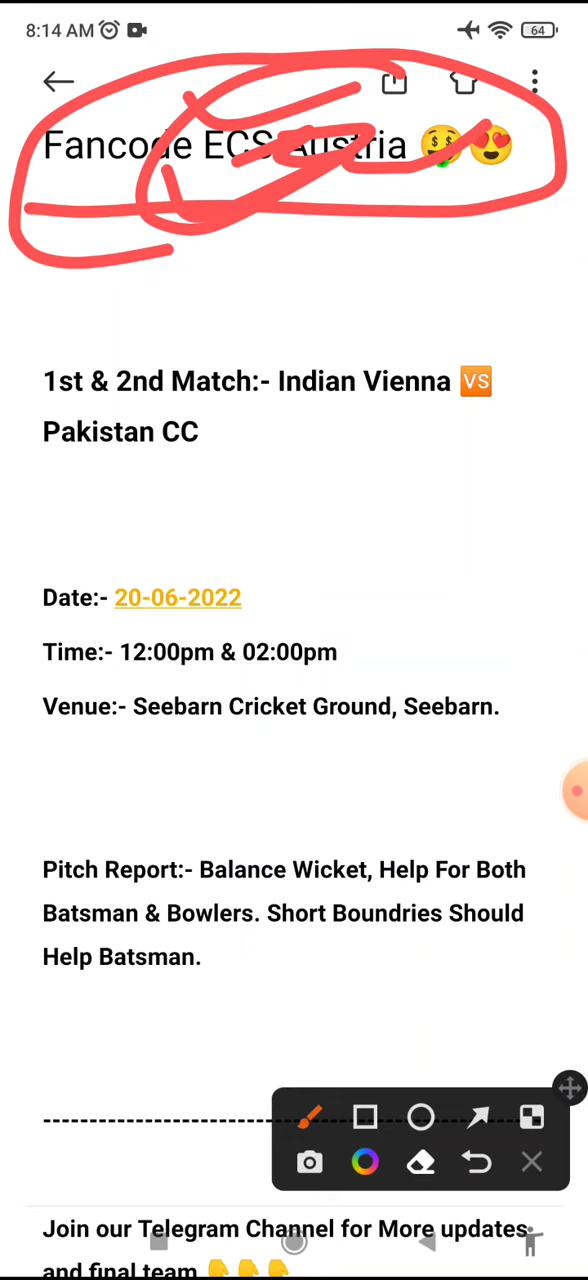 8:14 AM
64
Fancode ECS Austria 🤑😍
1st & 2nd Match:- Indian Vienna 🆚
Pakistan CC
Date:- 20-06-2022
Time:- 12:00pm & 02:00pm
Venue:- Seebarn Cricket Ground, Seebarn.
Pitch Report:- Balance Wicket, Help For Both
Batsman & Bowlers. Short Boundries Should
Help Batsman.
Join our Telegram Channel for More updates
and final team 👇👇👇